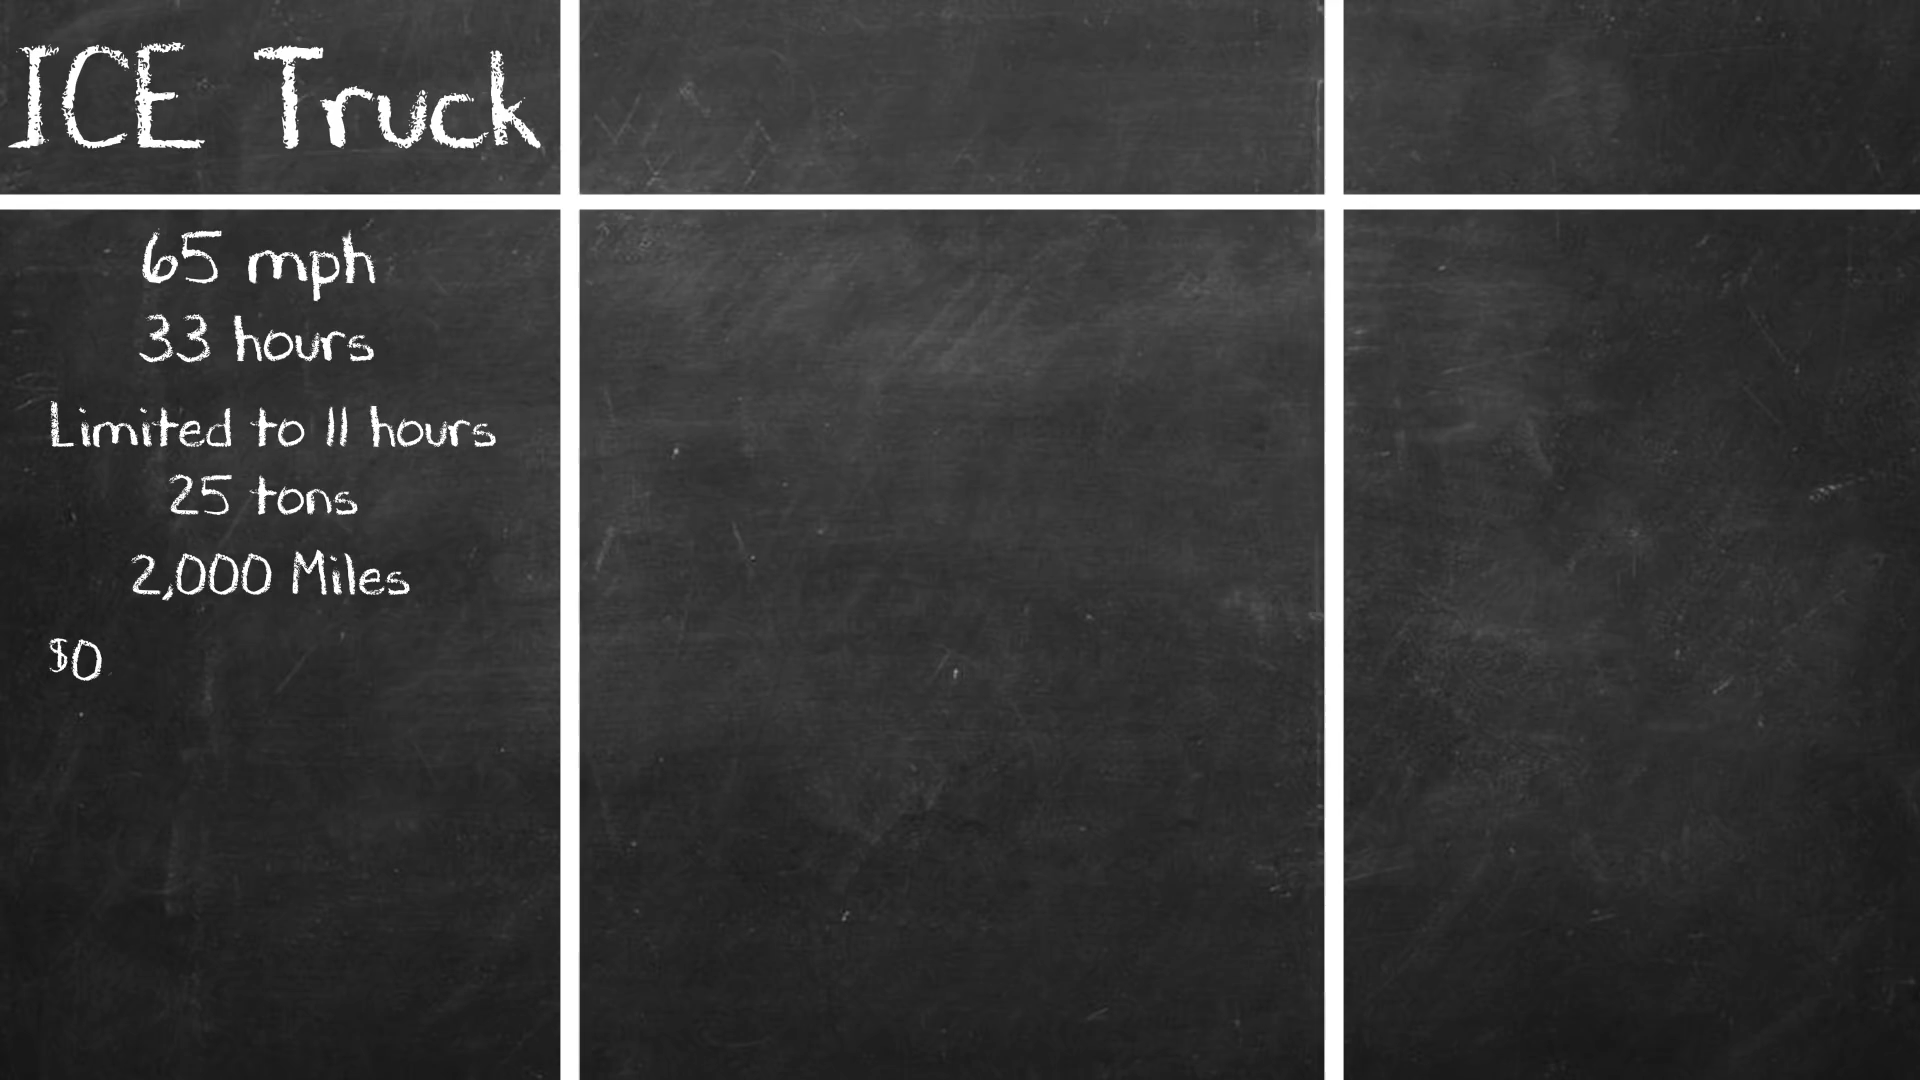 ICE Truck
65 mph
33 hours
Limited to 11 hours
25 tons
2,000 Miles
$0